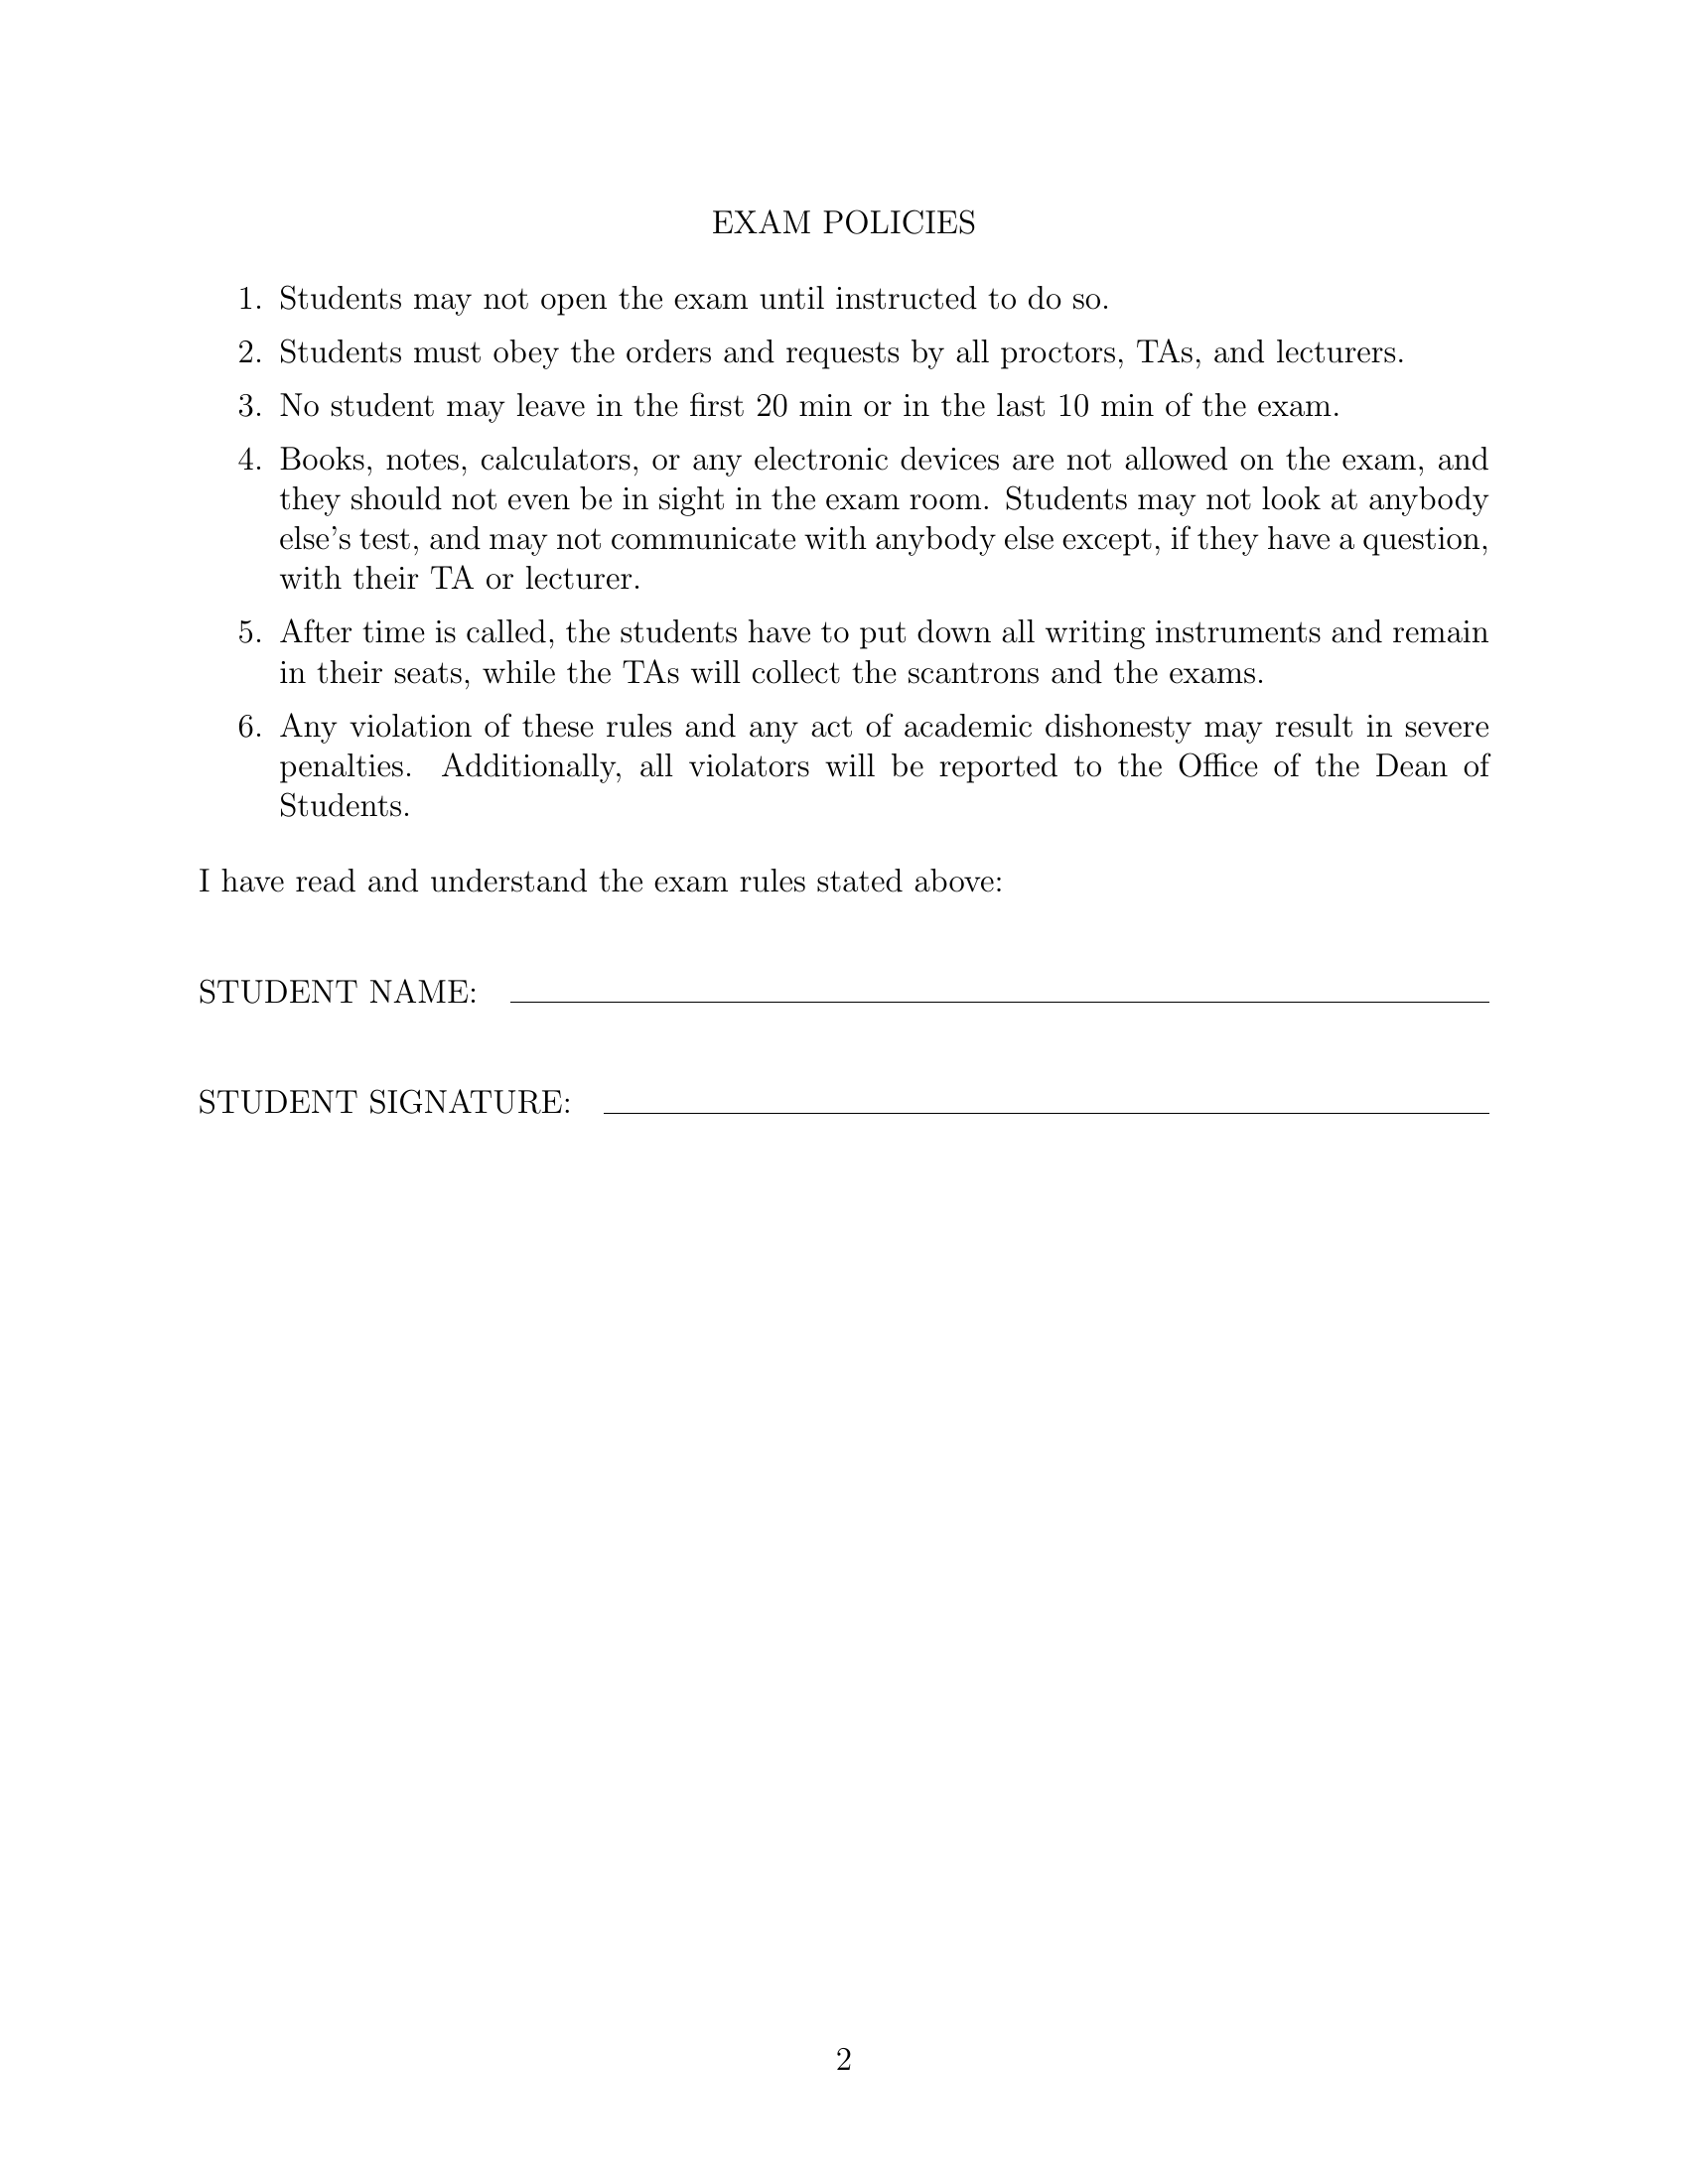 EXAM POLICIES
1. Students may not open the exam until instructed to do so.
2. Students must obey the orders and requests by all proctors, TAs, and lecturers.
3. No student may leave in the first 20 min or in the last 10 min of the exam.
4. Books, notes, calculators, or any electronic devices are not allowed on the exam, and
they should not even be in sight in the exam room. Students may not look at anybody
else's test, and may not communicate with anybody else except, if they have a question,
with their TA or lecturer.
5. After time is called, the students have to put down all writing instruments and remain
in their seats, while the TAs will collect the scantrons and the exams.
6. Any violation of these rules and any act of academic dishonesty may result in severe
penalties. Additionally, all violators will be reported to the Office of the Dean of
Students.
I have read and understand the exam rules stated above:
STUDENT NAME:
STUDENT SIGNATURE:
2